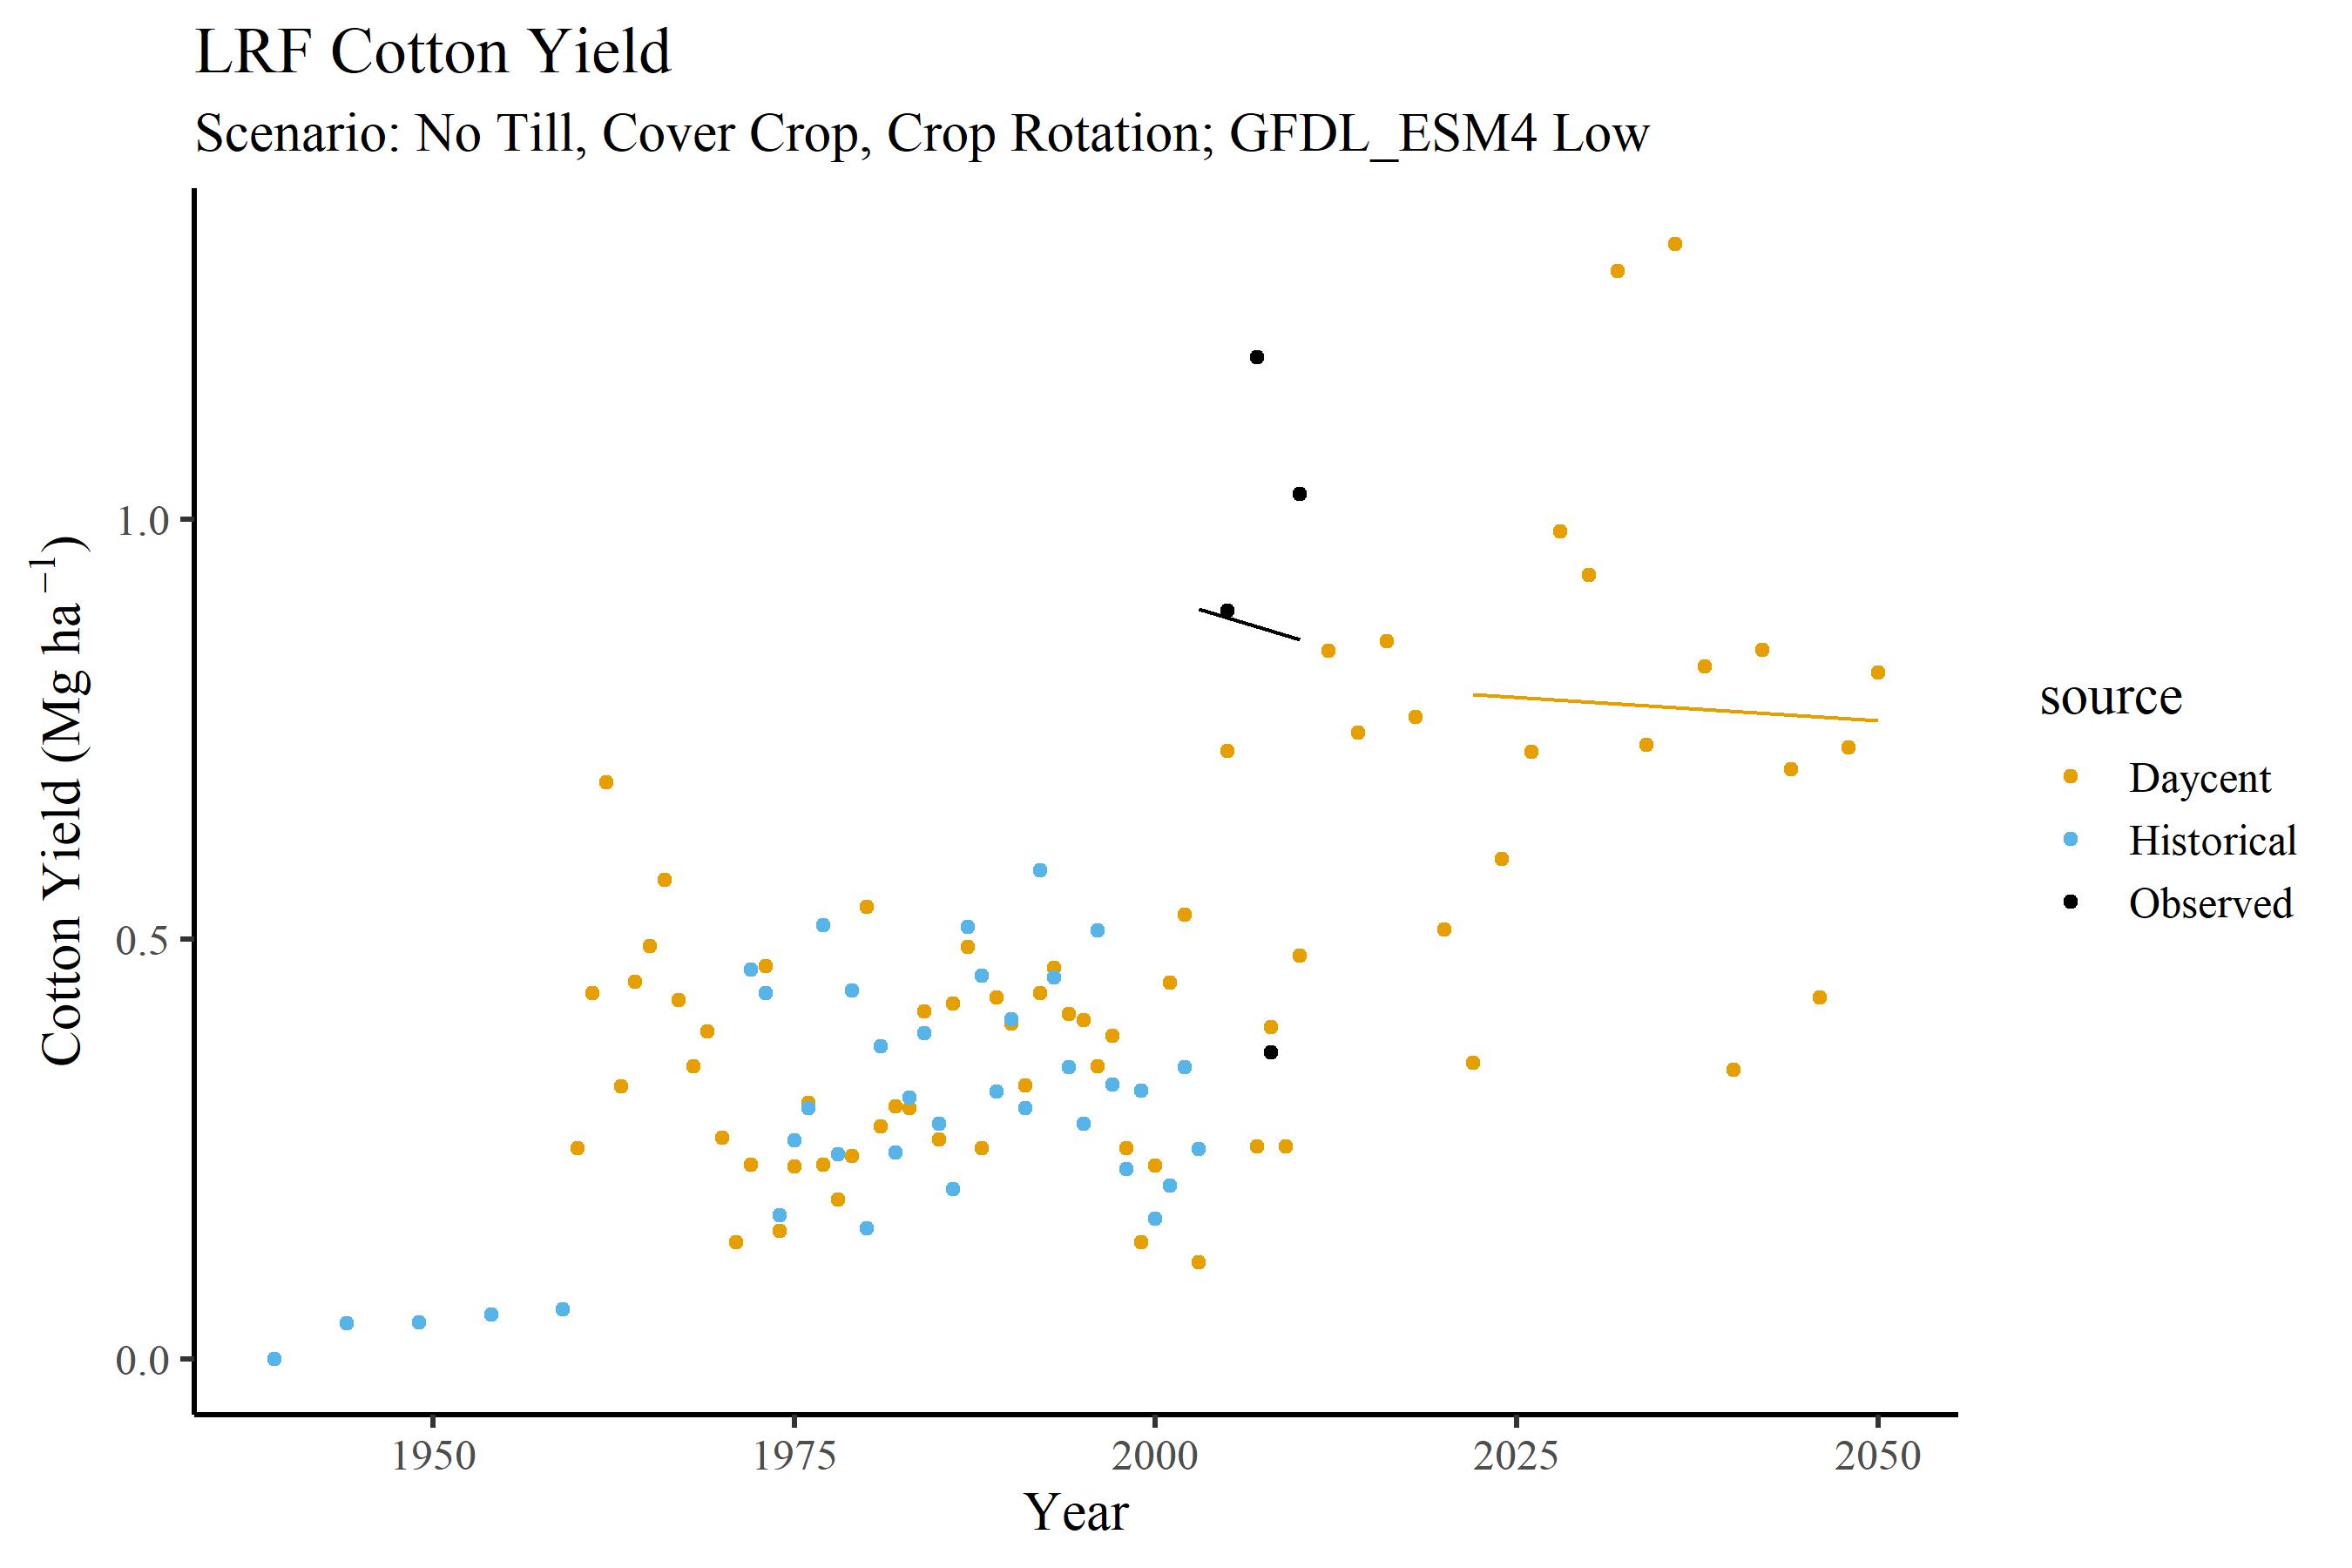 LRF Cotton Yield
Scenario: No Till, Cover Crop, Crop Rotation; GFDL_ESM4 Low
Cotton Yield (Mg ha −1)
1.0
0.5
0.0
1950
1975
2000
2025
2050
Year
source
Daycent
Historical
Observed